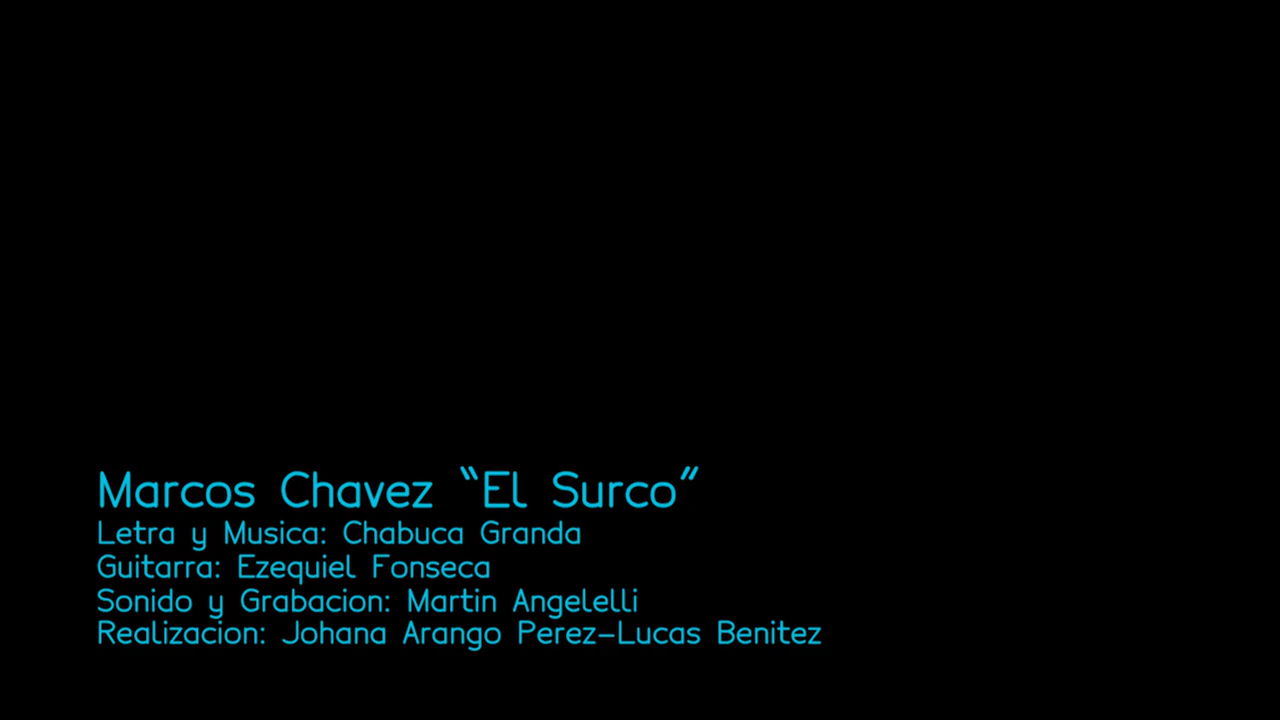 Marcos Chavez “El Surco”
Letra y Musica: Chabuca Granda
Guitarra: Ezequiel Fonseca
Sonido y Grabacion: Martin Angelelli
Realizacion: Johana Arango Perez-Lucas Benitez